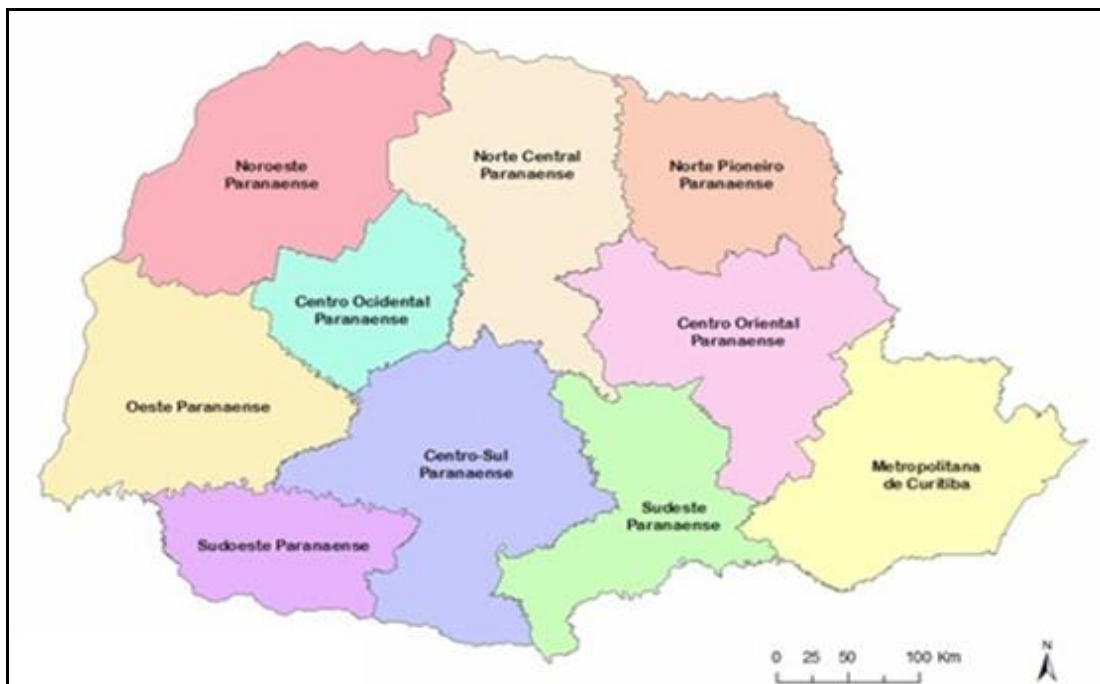 Noroeste
Paranaense
Norte Central
Paranaense
Norte Pioneiro
Paranaense
Centro Ocidental
Paranaense
Centro Oriental
Paranaense
Oeste Paranaense
Centro-Sul
Paranaense
Metropolitana
de Curitiba
Sudeste
Paranaense
Sudoeste Paranaense
0 25 50 100 Km
N